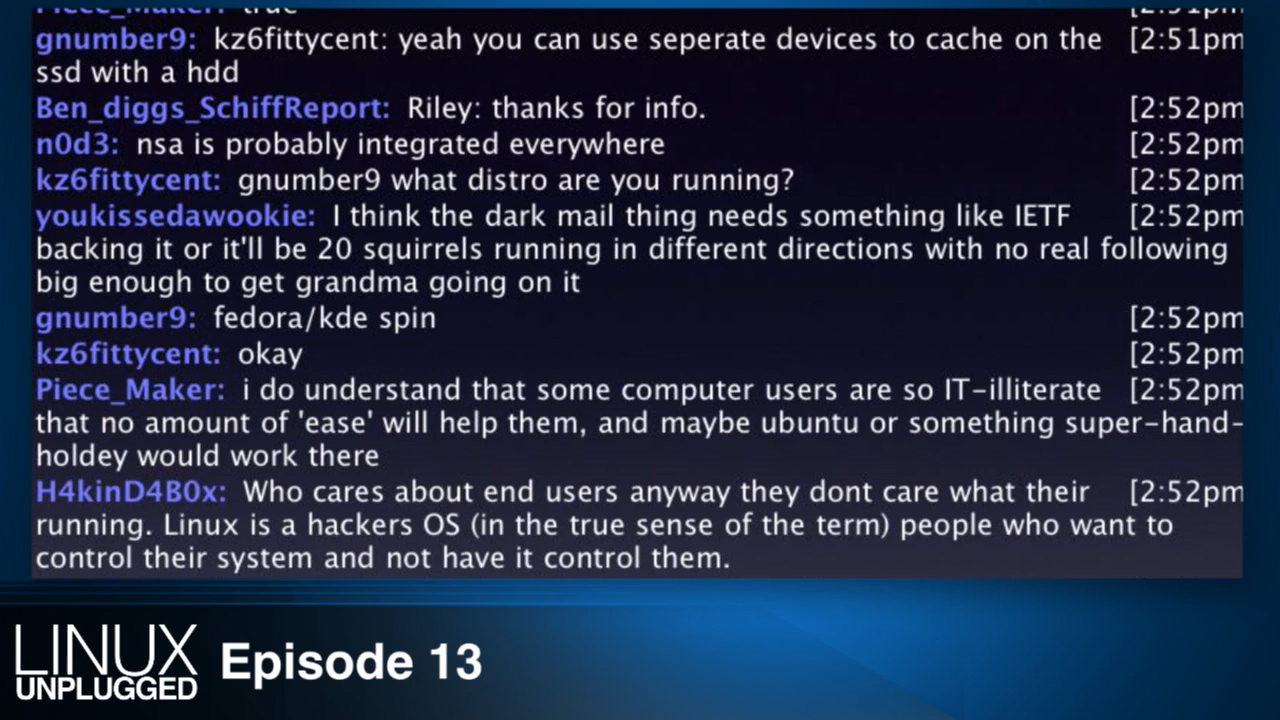 Piece_Maker: true [2:51pm
gnumber9: kz6fittycent: yeah you can use seperate devices to cache on the [2:51pm
ssd with a hdd
Ben_diggs_SchiffReport: Riley: thanks for info. [2:52pm
n0d3: nsa is probably integrated everywhere [2:52pm
kz6fittycent: gnumber9 what distro are you running? [2:52pm
youkissedawookie: I think the dark mail thing needs something like IETF [2:52pm
backing it or it'll be 20 squirrels running in different directions with no real following
big enough to get grandma going on it
gnumber9: fedora/kde spin [2:52pm
kz6fittycent: okay [2:52pm
Piece_Maker: i do understand that some computer users are so IT-illiterate [2:52pm
that no amount of 'ease' will help them, and maybe ubuntu or something super-hand-
holdey would work there
H4kinD4B0x: Who cares about end users anyway they dont care what their [2:52pm
running. Linux is a hackers OS (in the true sense of the term) people who want to
control their system and not have it control them.
LINUX
UNPLUGGED
Episode 13